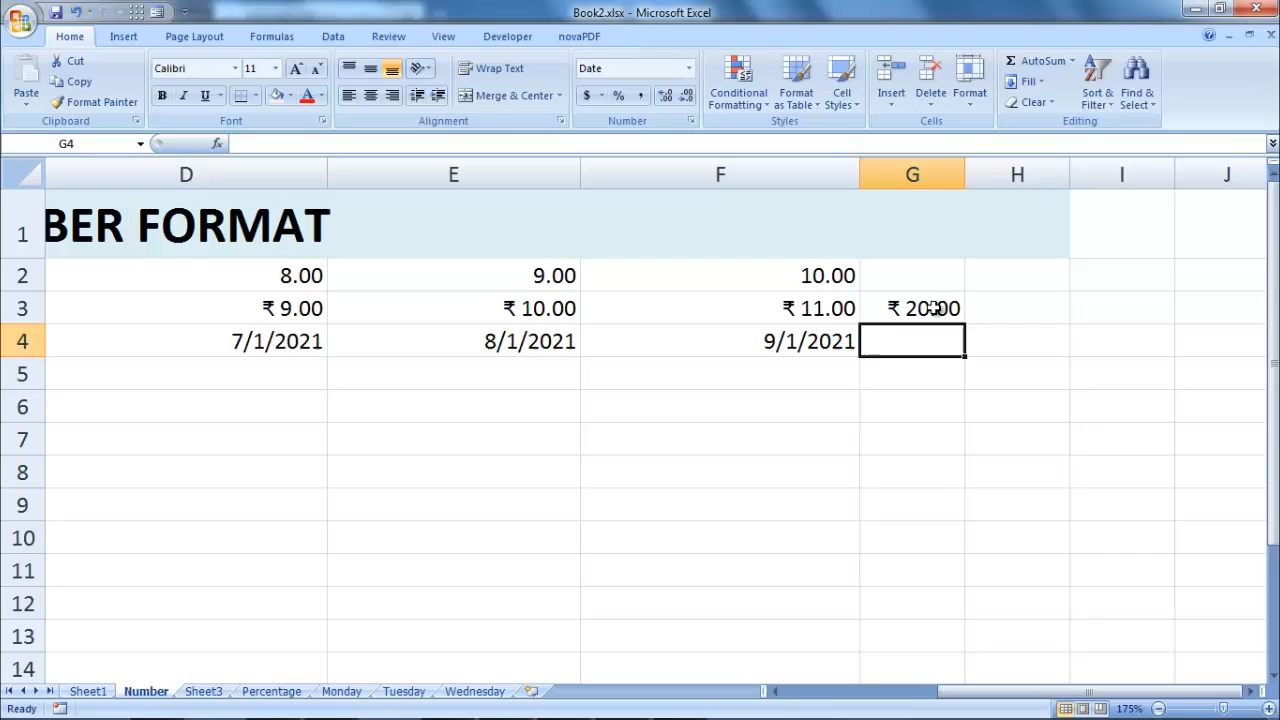 Book2.xlsx - Microsoft Excel
Home Insert Page Layout Formulas Data Review View Developer novaPDF
Paste Cut Copy Format Painter
Clipboard
Calibri 11
B I U A A A
Font
Wrap Text
Merge & Center
Alignment
Date
$ % ,
Number
Conditional Formatting Format as Table Cell Styles
Styles
Insert Delete Format
Cells
Σ AutoSum Fill Clear Sort & Filter Find & Select
Editing
G4 fx
D E F G H I J
1 BER FORMAT
2 8.00 9.00 10.00
3 ₹ 9.00 ₹ 10.00 ₹ 11.00 ₹ 20.00
4 7/1/2021 8/1/2021 9/1/2021
5
6
7
8
9
10
11
12
13
14
Sheet1 Number Sheet3 Percentage Monday Tuesday Wednesday
Ready 175%